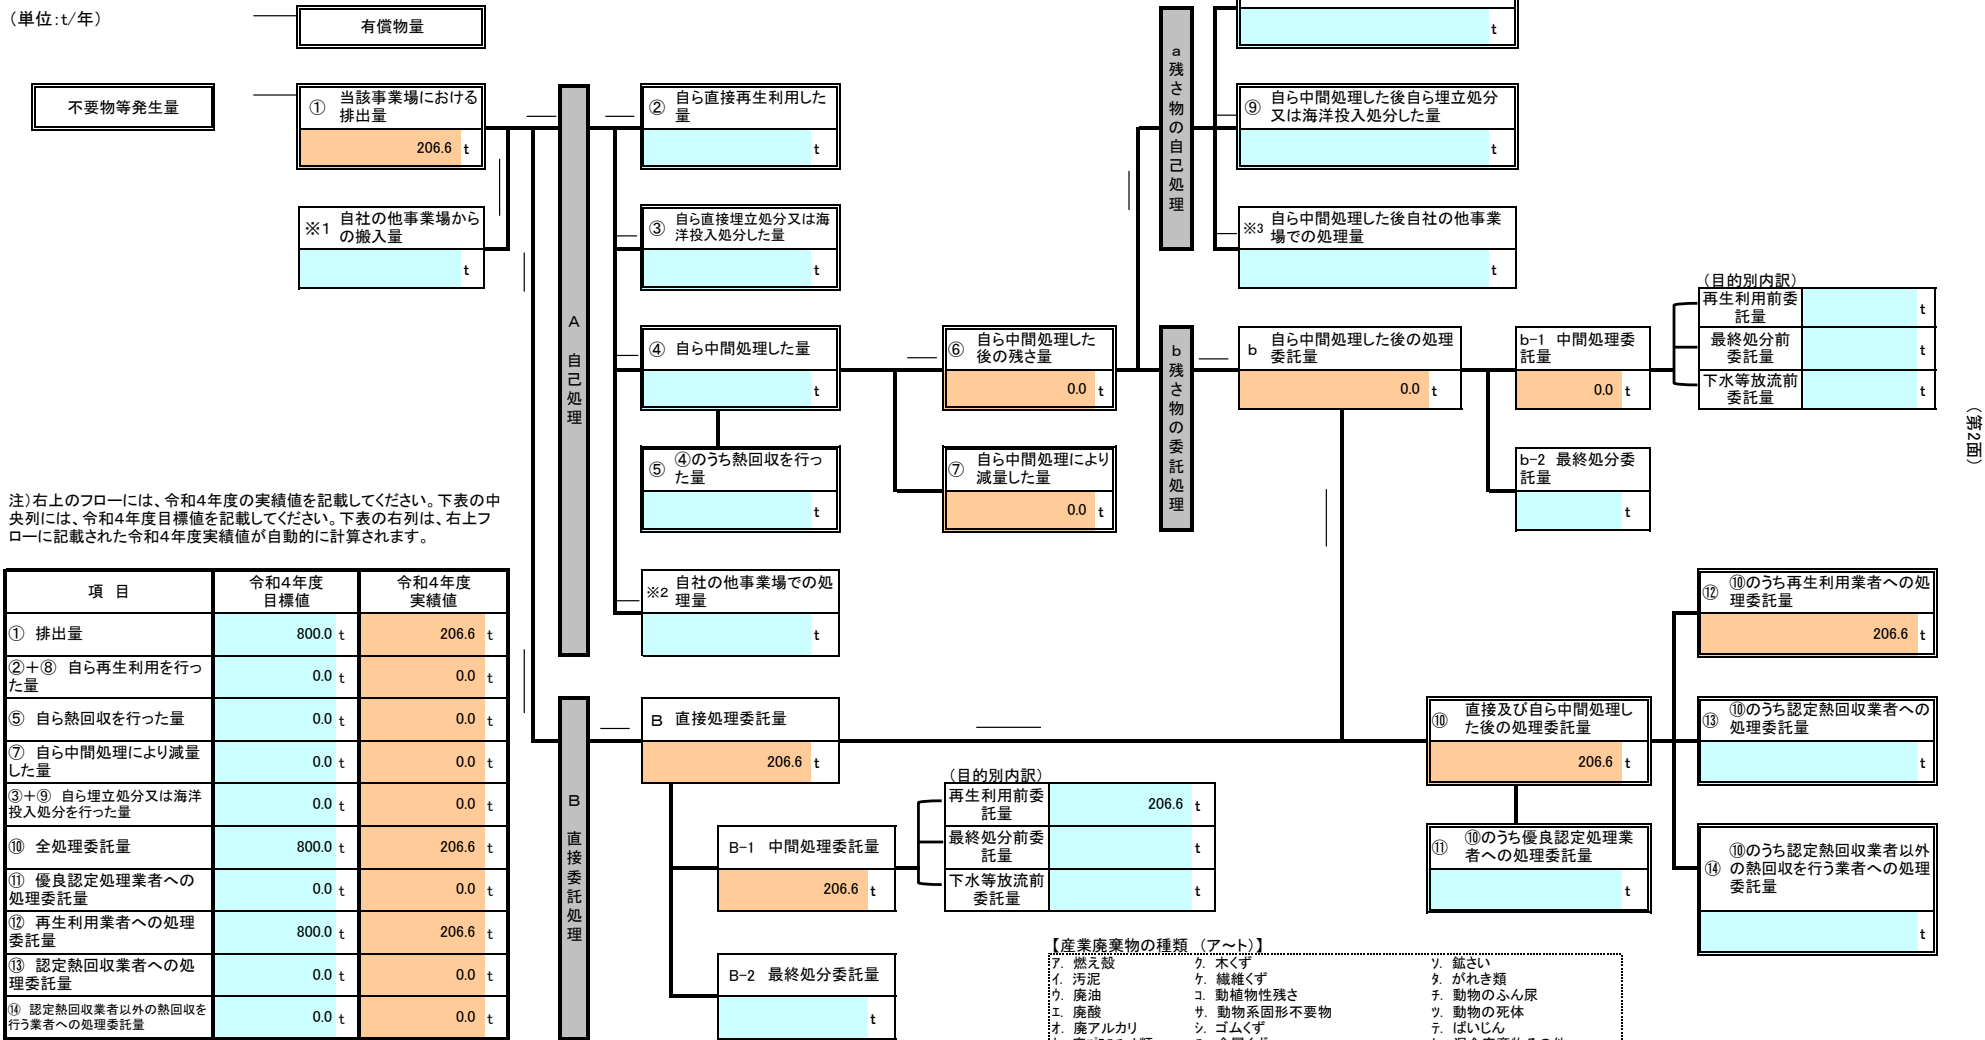 (単位:t/年)
有償物量
t
不要物等発生量
① 当該事業場における
排出量
206.6 t
※1 自社の他事業場から
の搬入量
t
A 自己処理
② 自ら直接再生利用した
量
t
③ 自ら直接埋立処分又は海
洋投入処分した量
t
④ 自ら中間処理した量
t
⑤ ④のうち熱回収を行っ
た量
t
※2 自社の他事業場での処
理量
t
⑥ 自ら中間処理した
後の残さ量
0.0 t
⑦ 自ら中間処理により
減量した量
0.0 t
a 残さ物の自己処理
⑨ 自ら中間処理した後自ら埋立処分
又は海洋投入処分した量
t
※3 自ら中間処理した後自社の他事業
場での処理量
t
b 残さ物の委託処理
b 自ら中間処理した後の処理
委託量
0.0 t
b-1 中間処理委
託量
0.0 t
b-2 最終処分委
託量
t
(目的別内訳)
再生利用前委
託量
t
最終処分前
委託量
t
下水等放流前
委託量
t
(第2面)
注)右上のフローには、令和4年度の実績値を記載してください。下表の中
央列には、令和4年度目標値を記載してください。下表の右列は、右上フ
ローに記載された令和4年度実績値が自動的に計算されます。
項 目 令和4年度
目標値 令和4年度
実績値
① 排出量 800.0 t 206.6 t
②+⑧ 自ら再生利用を行っ
た量 0.0 t 0.0 t
⑤ 自ら熱回収を行った量 0.0 t 0.0 t
⑦ 自ら中間処理により減量
した量 0.0 t 0.0 t
③+⑨ 自ら埋立処分又は海洋
投入処分を行った量 0.0 t 0.0 t
⑩ 全処理委託量 800.0 t 206.6 t
⑪ 優良認定処理業者への
処理委託量 0.0 t 0.0 t
⑫ 再生利用業者への処理
委託量 800.0 t 206.6 t
⑬ 認定熱回収業者への処
理委託量 0.0 t 0.0 t
⑭ 認定熱回収業者以外の熱回収を
行う業者への処理委託量 0.0 t 0.0 t
B 直接委託処理
B 直接処理委託量
206.6 t
B-1 中間処理委託量
206.6 t
B-2 最終処分委託量
t
(目的別内訳)
再生利用前委
託量
206.6 t
最終処分前委
託量
t
下水等放流前
委託量
t
⑩ 直接及び自ら中間処理し
た後の処理委託量
206.6 t
⑪ ⑩のうち優良認定処理業
者への処理委託量
t
⑫ ⑩のうち再生利用業者への処
理委託量
206.6 t
⑬ ⑩のうち認定熱回収業者への
処理委託量
t
⑭ ⑩のうち認定熱回収業者以外
の熱回収を行う業者への処理
委託量
t
【産業廃棄物の種類 (ア~ト)】
ア. 燃え殻 ク. 木くず ソ. 鉱さい
イ. 汚泥 ケ. 繊維くず タ. がれき類
ウ. 廃油 コ. 動植物性残さ チ. 動物のふん尿
エ. 廃酸 サ. 動物系固形不要物 ツ. 動物の死体
オ. 廃アルカリ シ. ゴムくず テ. ばいじん